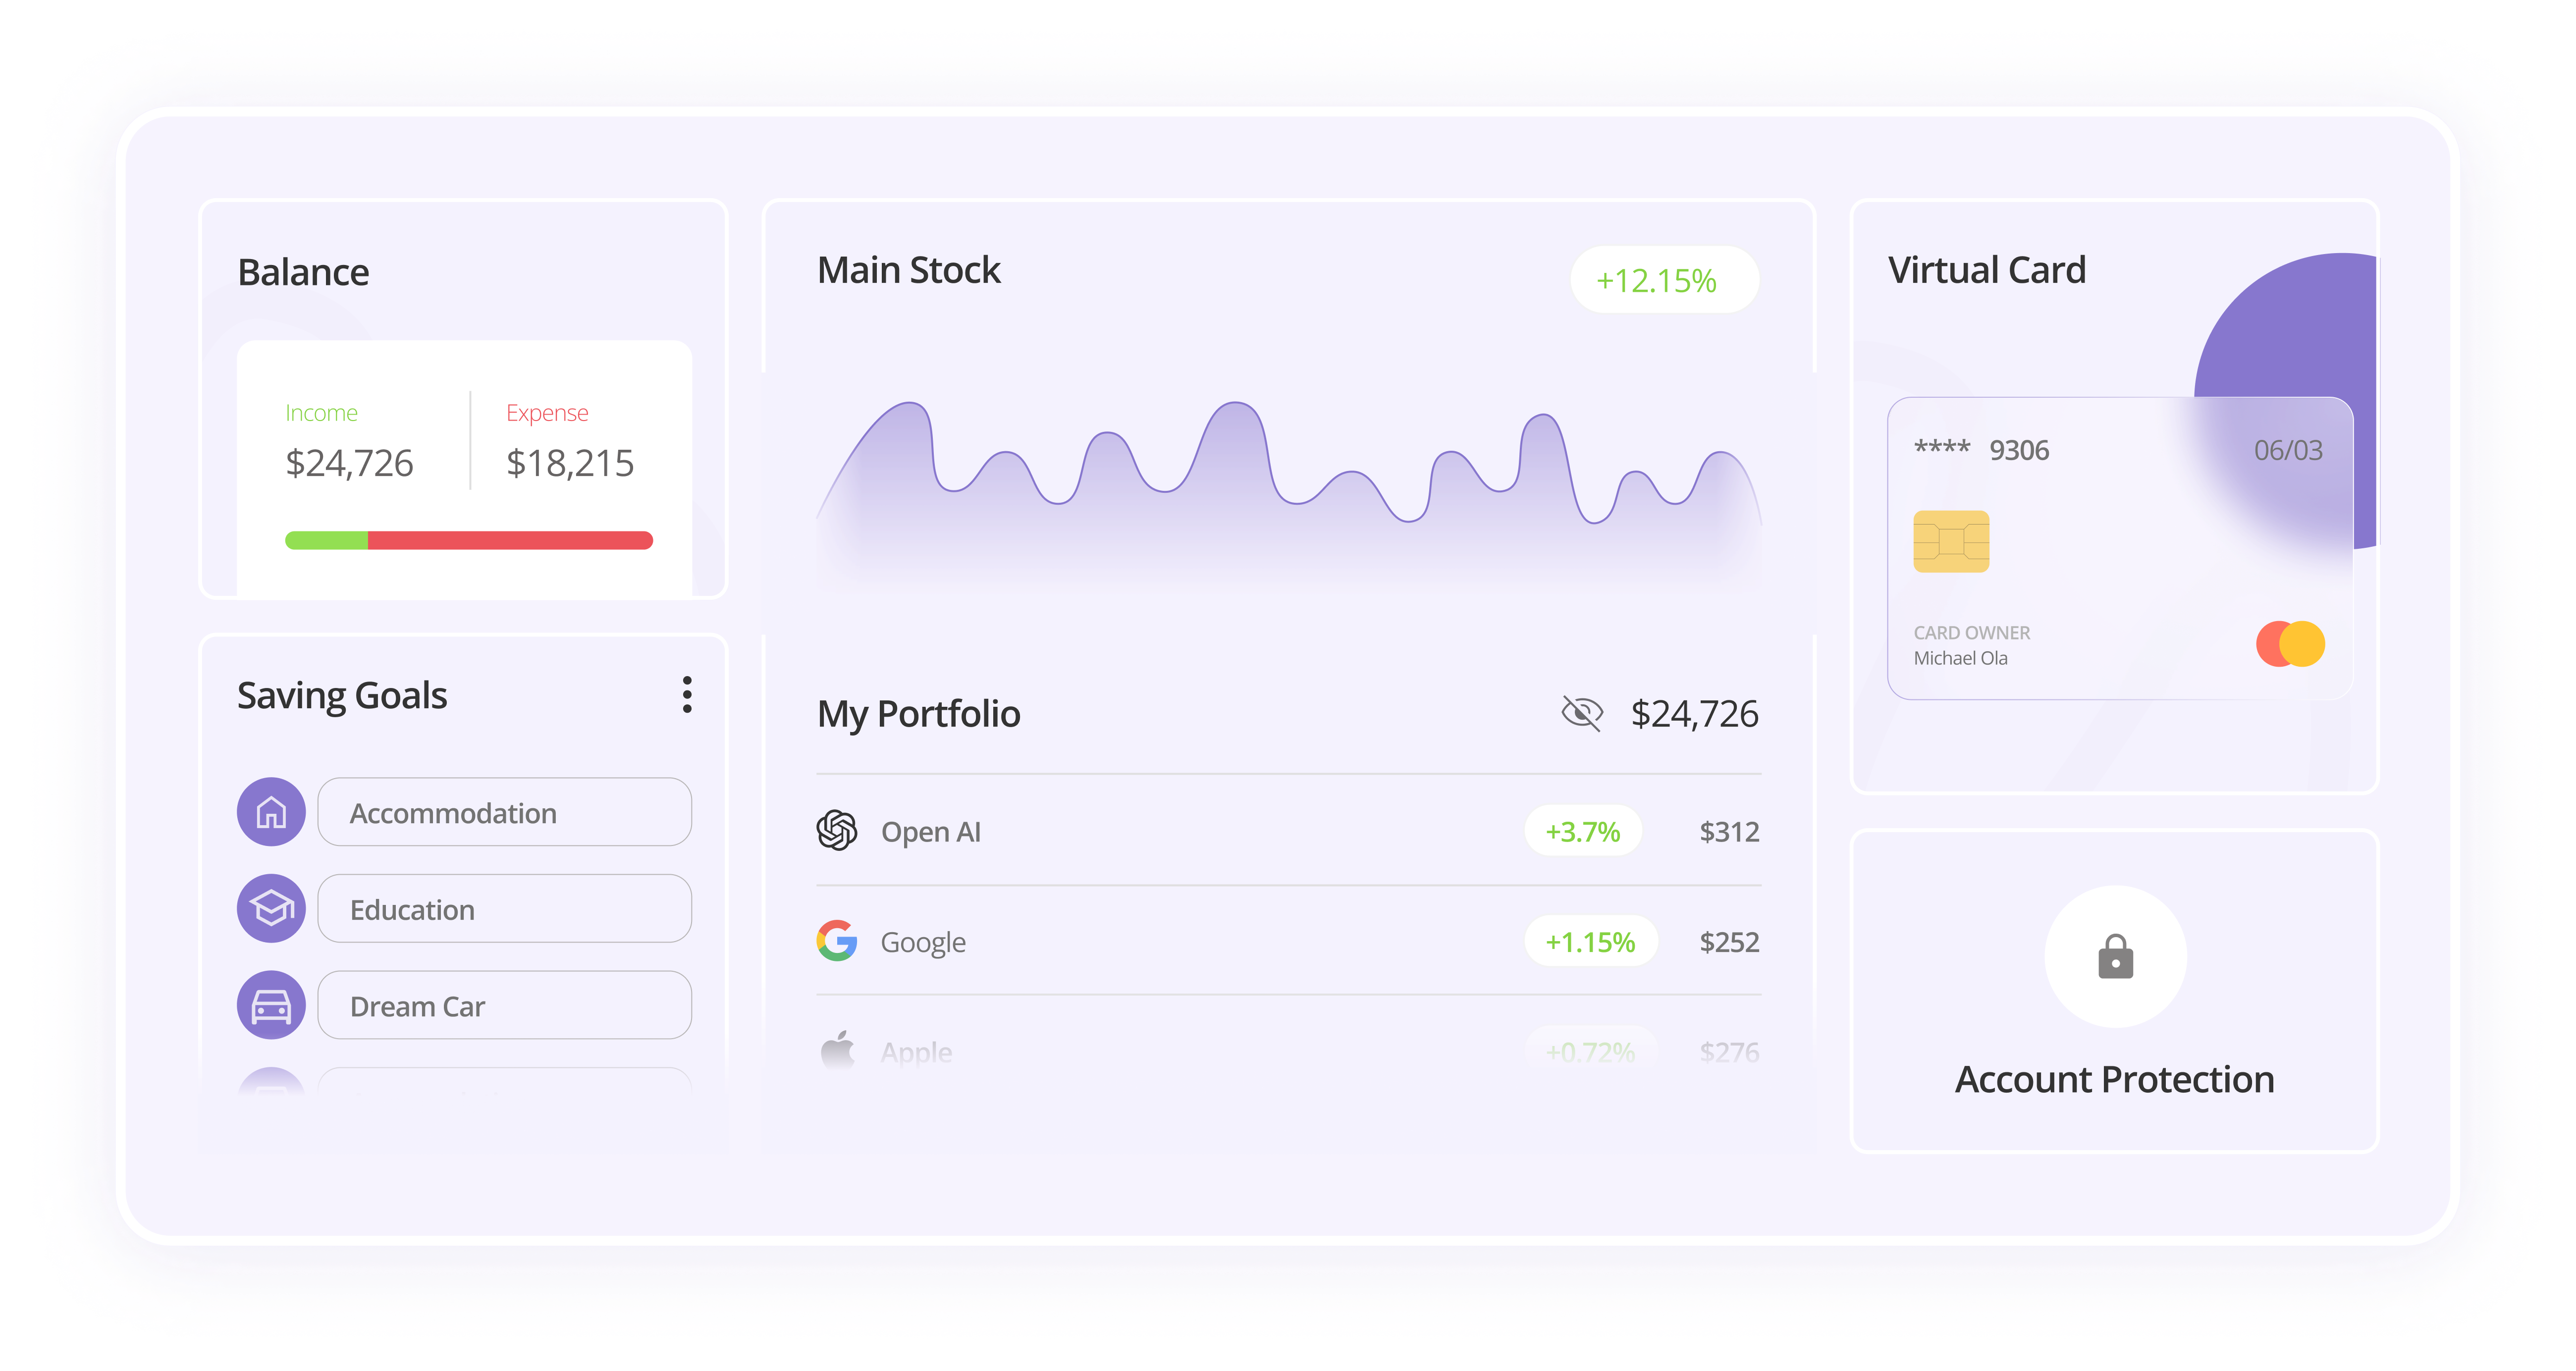 Balance
Income
Expense
$24,726
$18,215
Saving Goals
Accommodation
Education
Dream Car
Main Stock
+12.15%
My Portfolio
$24,726
Open AI
+3.7%
$312
Google
+1.15%
$252
Apple
+0.72%
$276
Virtual Card
**** 9306
06/03
CARD OWNER
Michael Ola
Account Protection